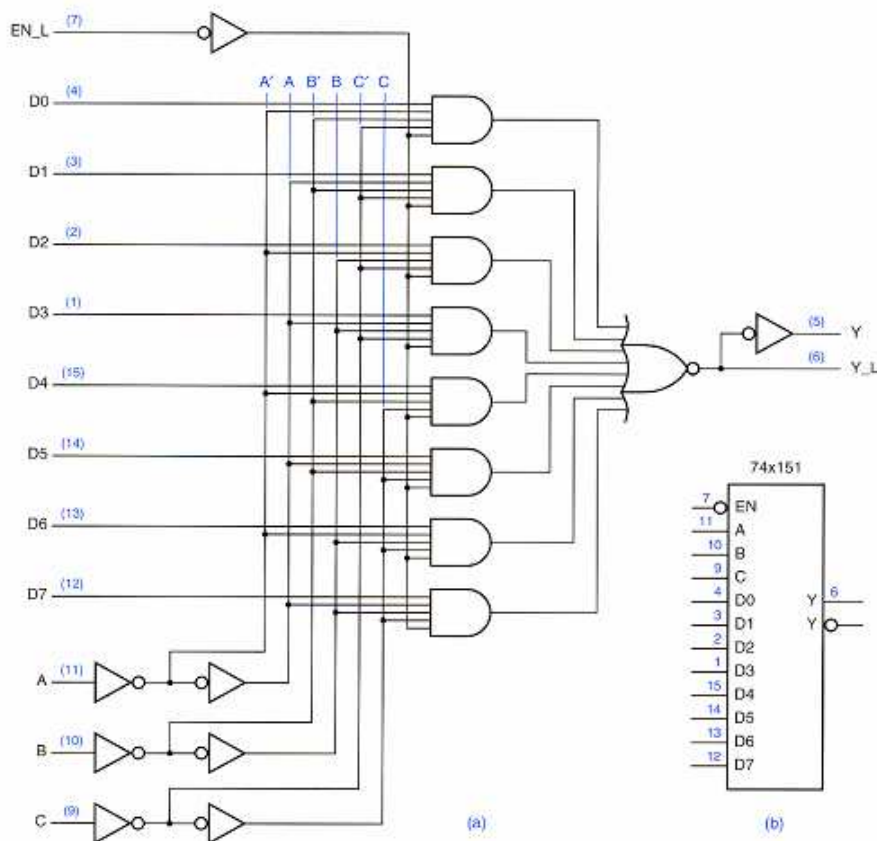 EN_L (7)
A′ A B′ B C′ C
D0 (4)
D1 (3)
D2 (2)
D3 (1)
(5) Y
(6) Y_L
D4 (15)
D5 (14)
74x151
7 EN
11 A
10 B
9 C
4 D0 Y 6
3 D1 Y
2 D2
1 D3
15 D4
14 D5
13 D6
12 D7
D6 (13)
D7 (12)
A (11)
B (10)
C (9)
(a) (b)